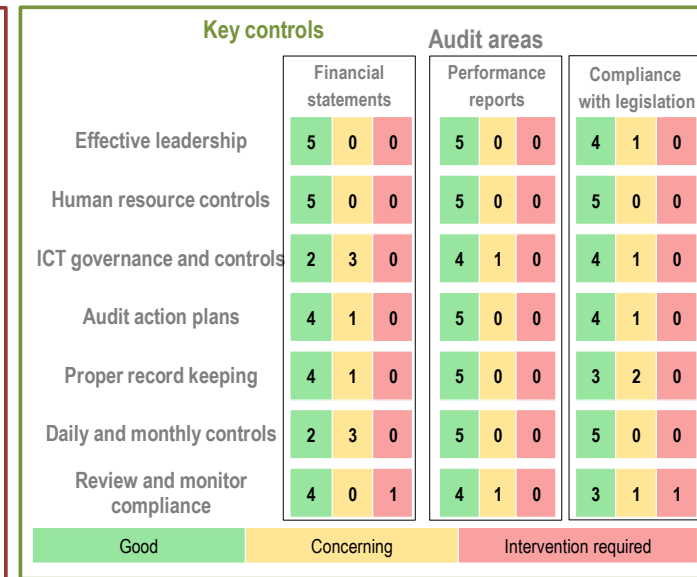 Key controls
Audit areas
Financial statements
Performance reports
Compliance with legislation
Effective leadership 5 0 0 5 0 0 4 1 0
Human resource controls 5 0 0 5 0 0 5 0 0
ICT governance and controls 2 3 0 4 1 0 4 1 0
Audit action plans 4 1 0 5 0 0 4 1 0
Proper record keeping 4 1 0 5 0 0 3 2 0
Daily and monthly controls 2 3 0 5 0 0 5 0 0
Review and monitor
compliance 4 0 1 4 1 0 3 1 1
Good Concerning Intervention required